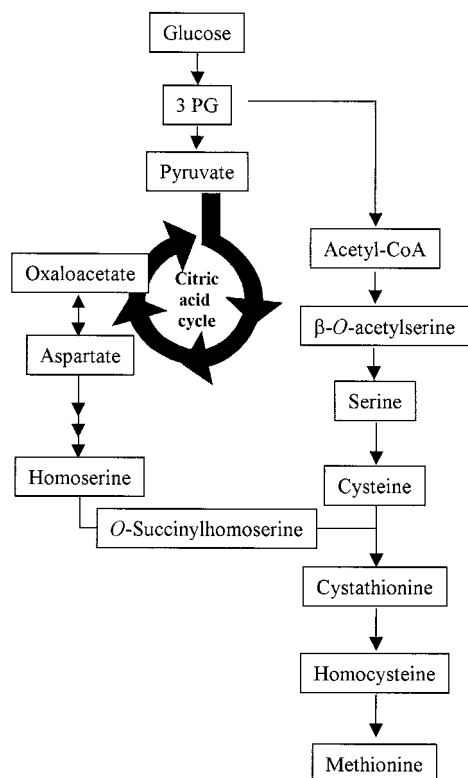 Glucose
3 PG
Pyruvate
Acetyl-CoA
Oxaloacetate
Citric
acid
cycle
β-O-acetylserine
Aspartate
Serine
Homoserine
Cysteine
O-Succinylhomoserine
Cystathionine
Homocysteine
Methionine